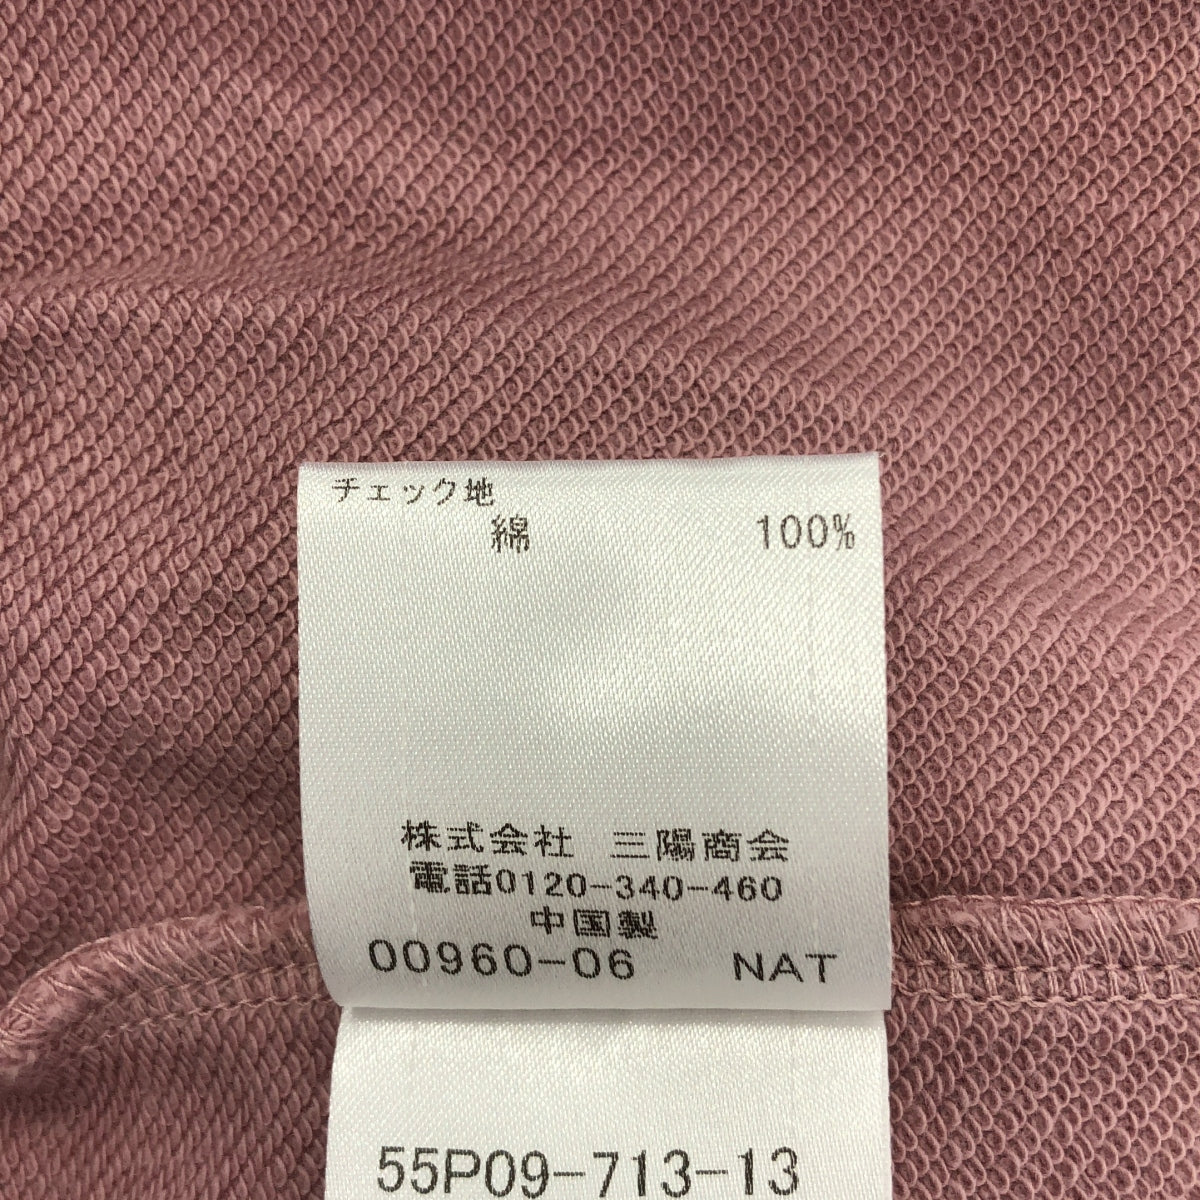 チェック地
綿 100%
株式会社 三陽商会
電話0120-340-460
中国製
00960-06 NAT
55P09-713-13